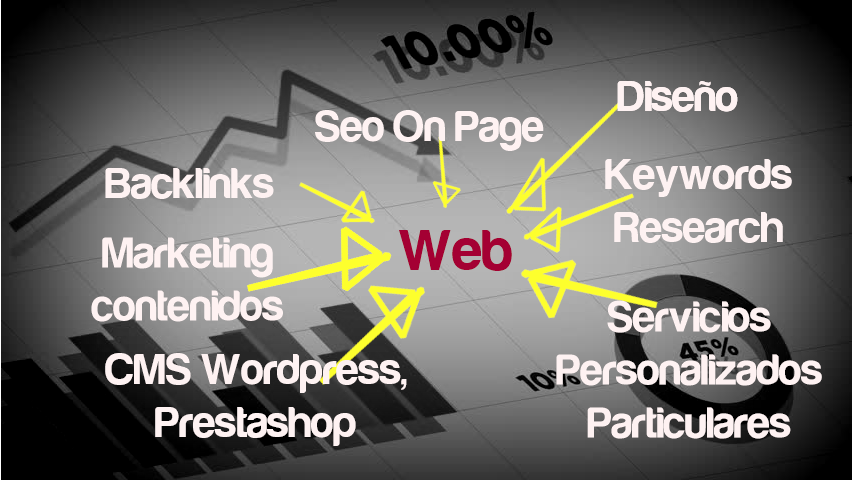 10.00%
Diseño
Seo On Page
Keywords
Research
Backlinks
Web
Marketing
contenidos
Servicios
Personalizados
Particulares
45%
10%
CMS Wordpress,
Prestashop